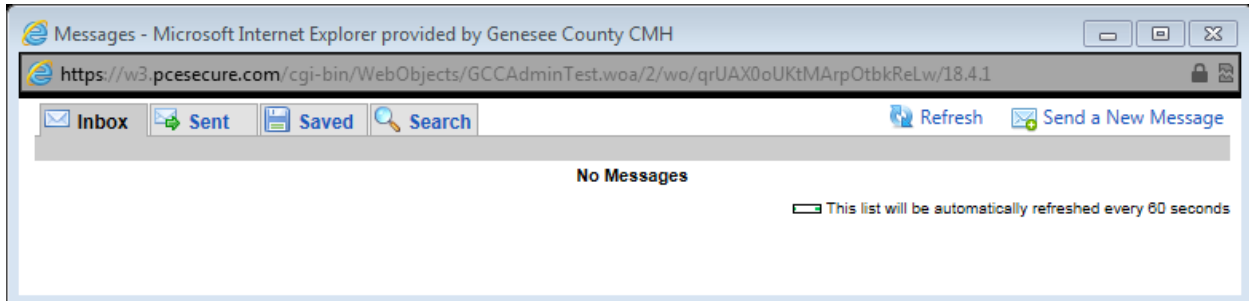 Messages - Microsoft Internet Explorer provided by Genesee County CMH
https://w3.pcesecure.com/cgi-bin/WebObjects/GCCAdminTest.woa/2/wo/qrUAX0oUKtMArpOtbkReLw/18.4.1
Inbox Sent Saved Search Refresh Send a New Message
No Messages
This list will be automatically refreshed every 60 seconds